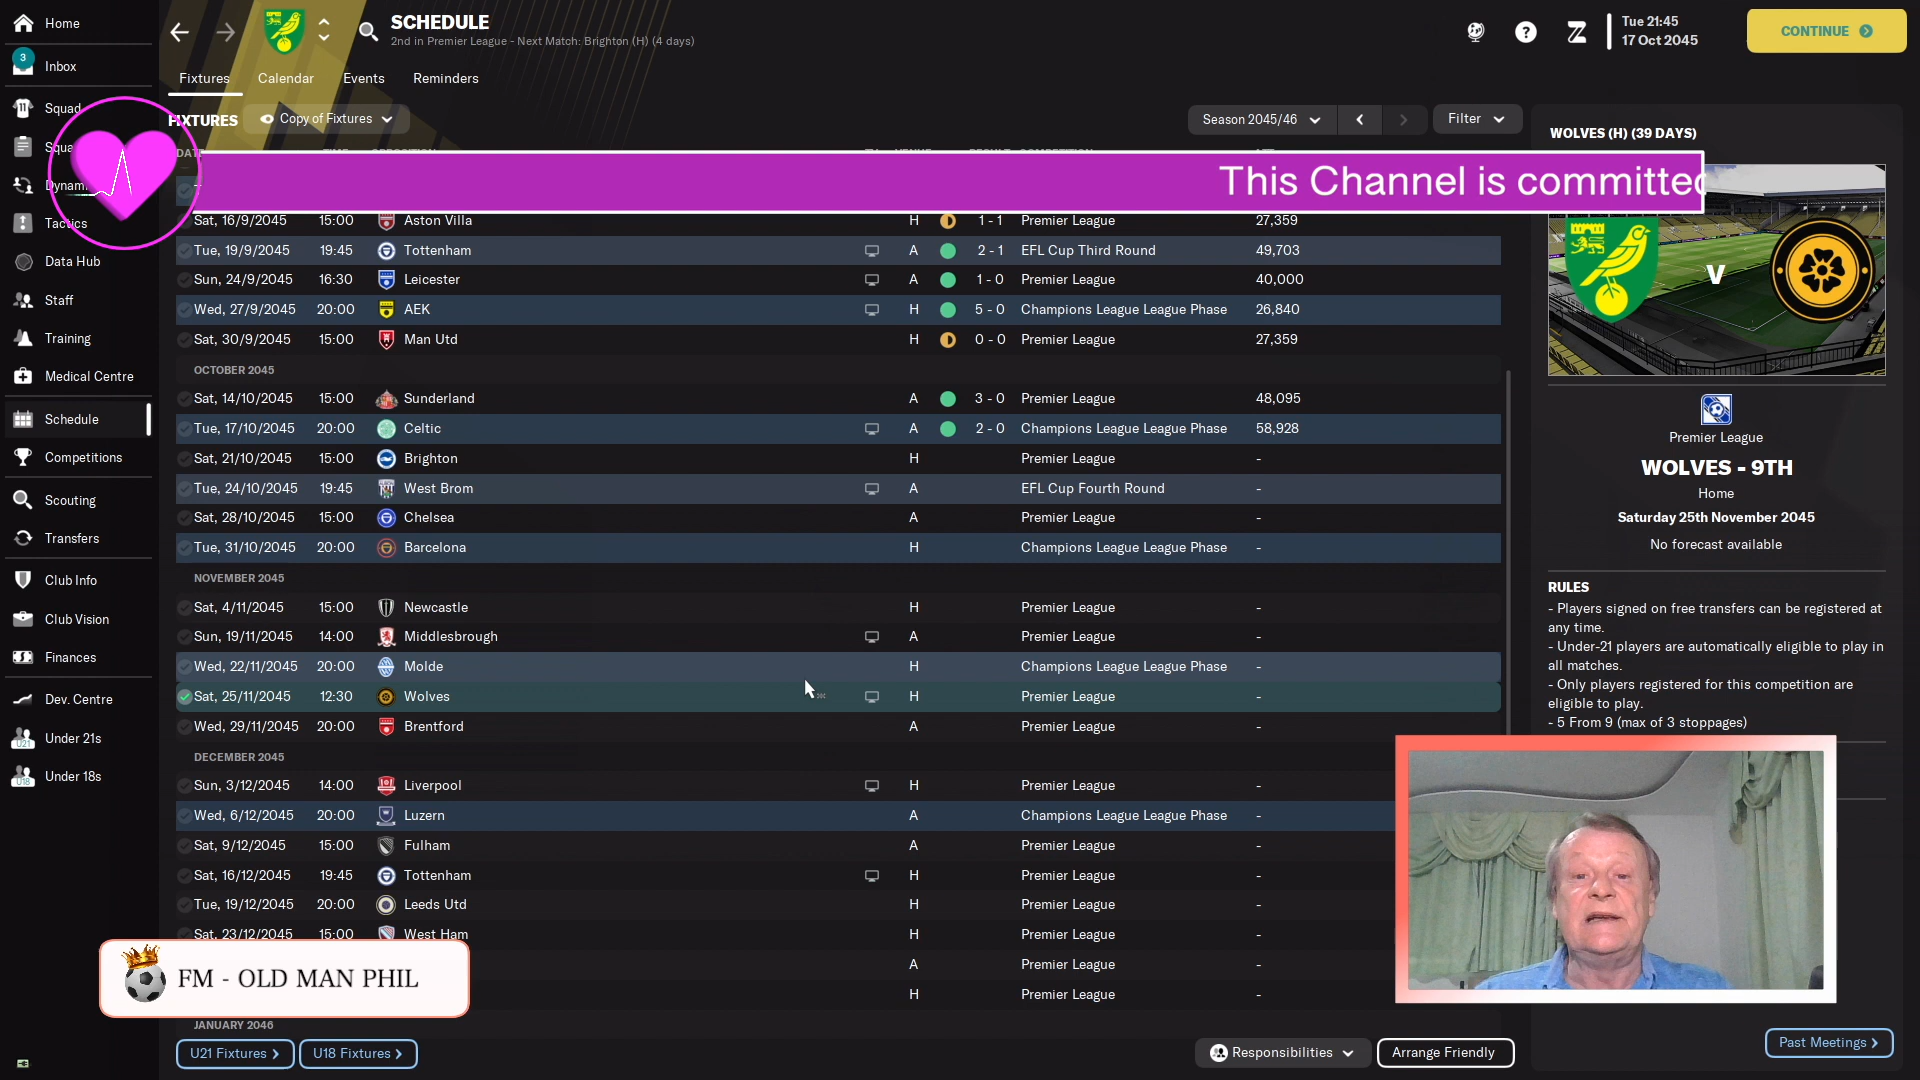 Home
SCHEDULE
2nd in Premier League - Next Match: Brighton (H) (4 days)
Tue 21:45
17 Oct 2045
CONTINUE
3
Inbox
Fixtures Calendar Events Reminders
Squad
FIXTURES Copy of Fixtures Season 2045/46 Filter
WOLVES (H) (39 DAYS)
This Channel is committed
Tactics
Sat, 16/9/2045 15:00 Aston Villa H 1 - 1 Premier League 27,359
Tue, 19/9/2045 19:45 Tottenham A 2 - 1 EFL Cup Third Round 49,703
Data Hub
Sun, 24/9/2045 16:30 Leicester A 1 - 0 Premier League 40,000
V
Staff
Wed, 27/9/2045 20:00 AEK H 5 - 0 Champions League League Phase 26,840
Training
Sat, 30/9/2045 15:00 Man Utd H 0 - 0 Premier League 27,359
Medical Centre
OCTOBER 2045
Sat, 14/10/2045 15:00 Sunderland A 3 - 0 Premier League 48,095
Schedule
Tue, 17/10/2045 20:00 Celtic A 2 - 0 Champions League League Phase 58,928
Premier League
Competitions
Sat, 21/10/2045 15:00 Brighton H Premier League -
WOLVES - 9TH
Tue, 24/10/2045 19:45 West Brom A EFL Cup Fourth Round -
Home
Scouting
Sat, 28/10/2045 15:00 Chelsea A Premier League -
Saturday 25th November 2045
Transfers
Tue, 31/10/2045 20:00 Barcelona H Champions League League Phase -
No forecast available
Club Info
NOVEMBER 2045
RULES
Sat, 4/11/2045 15:00 Newcastle H Premier League -
- Players signed on free transfers can be registered at
any time.
Club Vision
Sun, 19/11/2045 14:00 Middlesbrough A Premier League -
- Under-21 players are automatically eligible to play in
all matches.
Finances
Wed, 22/11/2045 20:00 Molde H Champions League League Phase -
- Only players registered for this competition are
eligible to play.
Dev. Centre
Sat, 25/11/2045 12:30 Wolves H Premier League -
- 5 From 9 (max of 3 stoppages)
Wed, 29/11/2045 20:00 Brentford A Premier League -
Under 21s
U21
DECEMBER 2045
Under 18s
U18
Sun, 3/12/2045 14:00 Liverpool H Premier League -
Wed, 6/12/2045 20:00 Luzern A Champions League League Phase -
Sat, 9/12/2045 15:00 Fulham A Premier League -
Sat, 16/12/2045 19:45 Tottenham H Premier League -
Tue, 19/12/2045 20:00 Leeds Utd H Premier League -
Sat, 23/12/2045 15:00 West Ham H Premier League -
A Premier League -
FM - OLD MAN PHIL
H Premier League -
JANUARY 2046
U21 Fixtures U18 Fixtures Responsibilities Arrange Friendly Past Meetings